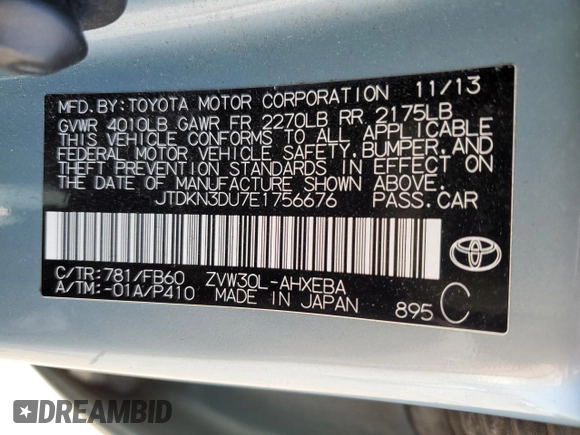 MFD.BY:TOYOTA MOTOR CORPORATION 11/13
GVWR 4010LB GAWR FR 2270LB RR 2175LB
THIS VEHICLE CONFORMS TO ALL APPLICABLE
FEDERAL MOTOR VEHICLE SAFETY,BUMPER,AND
THEFT PREVENTION STANDARDS IN EFFECT ON
THE DATE OF MANUFACTURE SHOWN ABOVE.
JTDKN3DU7E1756676 PASS.CAR
C/TR:781/FB60 ZVW30L-AHXEBA
A/TM:-01A/P410 MADE IN JAPAN 895 C
DREAMBID